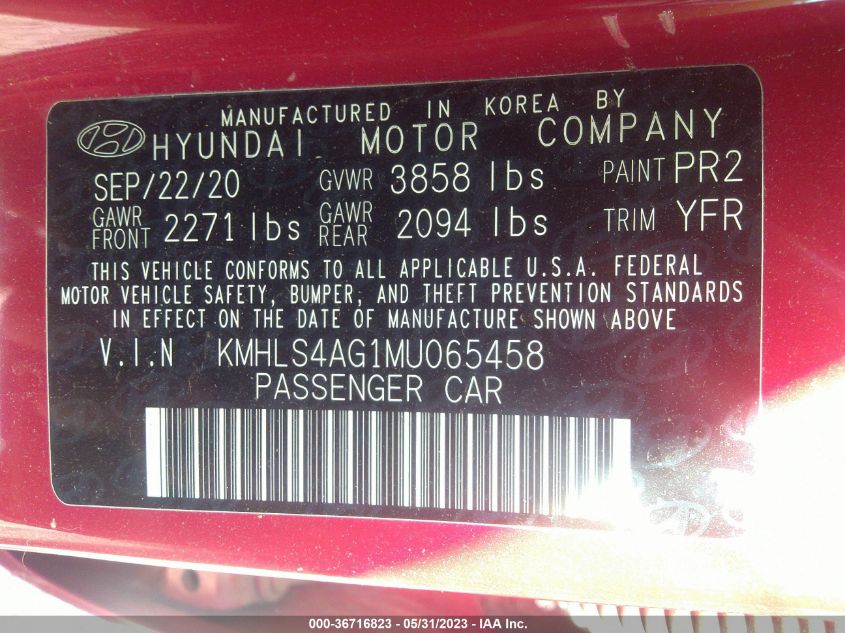 MANUFACTURED IN KOREA BY
HYUNDAI MOTOR COMPANY
SEP/22/20 GVWR 3858 lbs PAINT PR2
GAWR FRONT 2271 lbs GAWR REAR 2094 lbs TRIM YFR
THIS VEHICLE CONFORMS TO ALL APPLICABLE U.S.A. FEDERAL
MOTOR VEHICLE SAFETY, BUMPER, AND THEFT PREVENTION STANDARDS
IN EFFECT ON THE DATE OF MANUFACTURE SHOWN ABOVE
V.I.N KMHLS4AG1MU065458
PASSENGER CAR
000-36716823 - 05/31/2023 - IAA Inc.